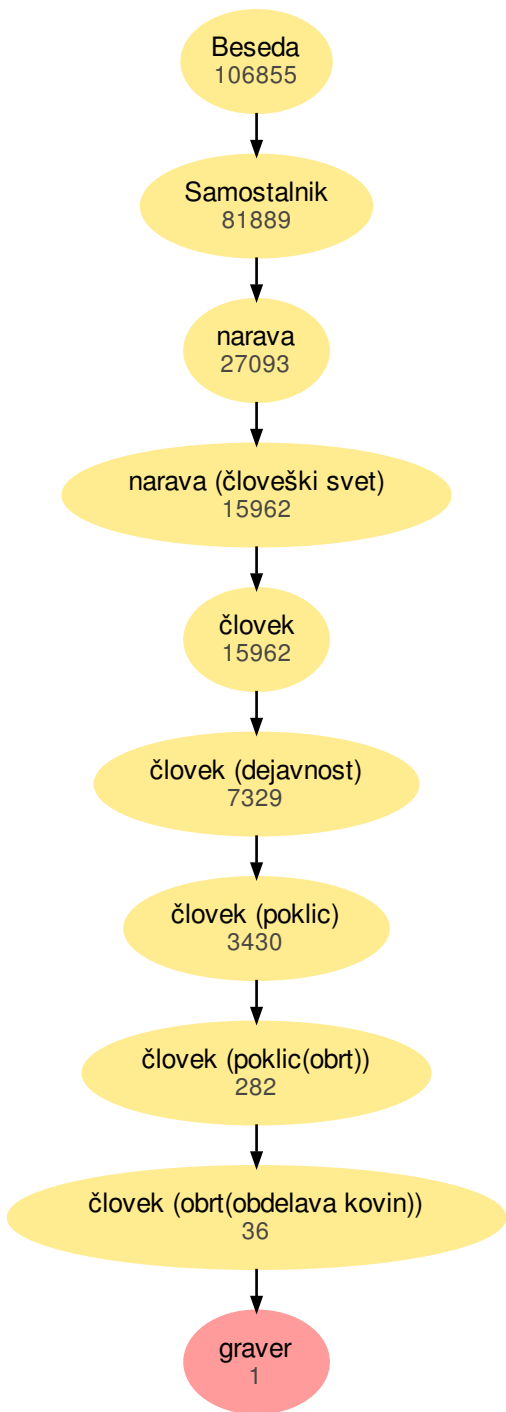 Beseda
106855
Samostalnik
81889
narava
27093
narava (človeški svet)
15962
človek
15962
človek (dejavnost)
7329
človek (poklic)
3430
človek (poklic(obrt))
282
človek (obrt(obdelava kovin))
36
graver
1